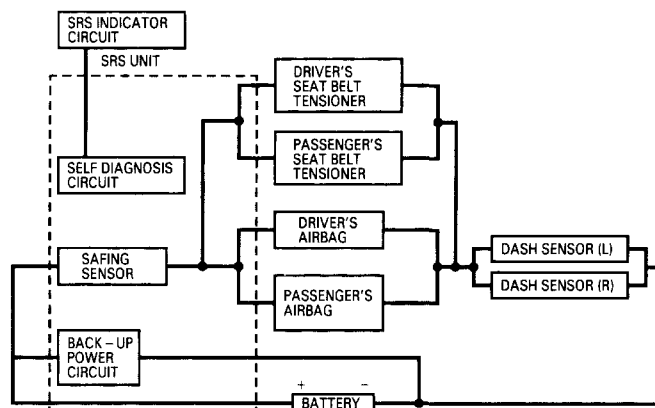 SRS INDICATOR
CIRCUIT
SRS UNIT
DRIVER'S
SEAT BELT
TENSIONER
PASSENGER'S
SEAT BELT
TENSIONER
SELF DIAGNOSIS
CIRCUIT
DRIVER'S
AIRBAG
DASH SENSOR (L)
SAFING
SENSOR
DASH SENSOR (R)
PASSENGER'S
AIRBAG
BACK – UP
POWER
CIRCUIT
+ –
BATTERY